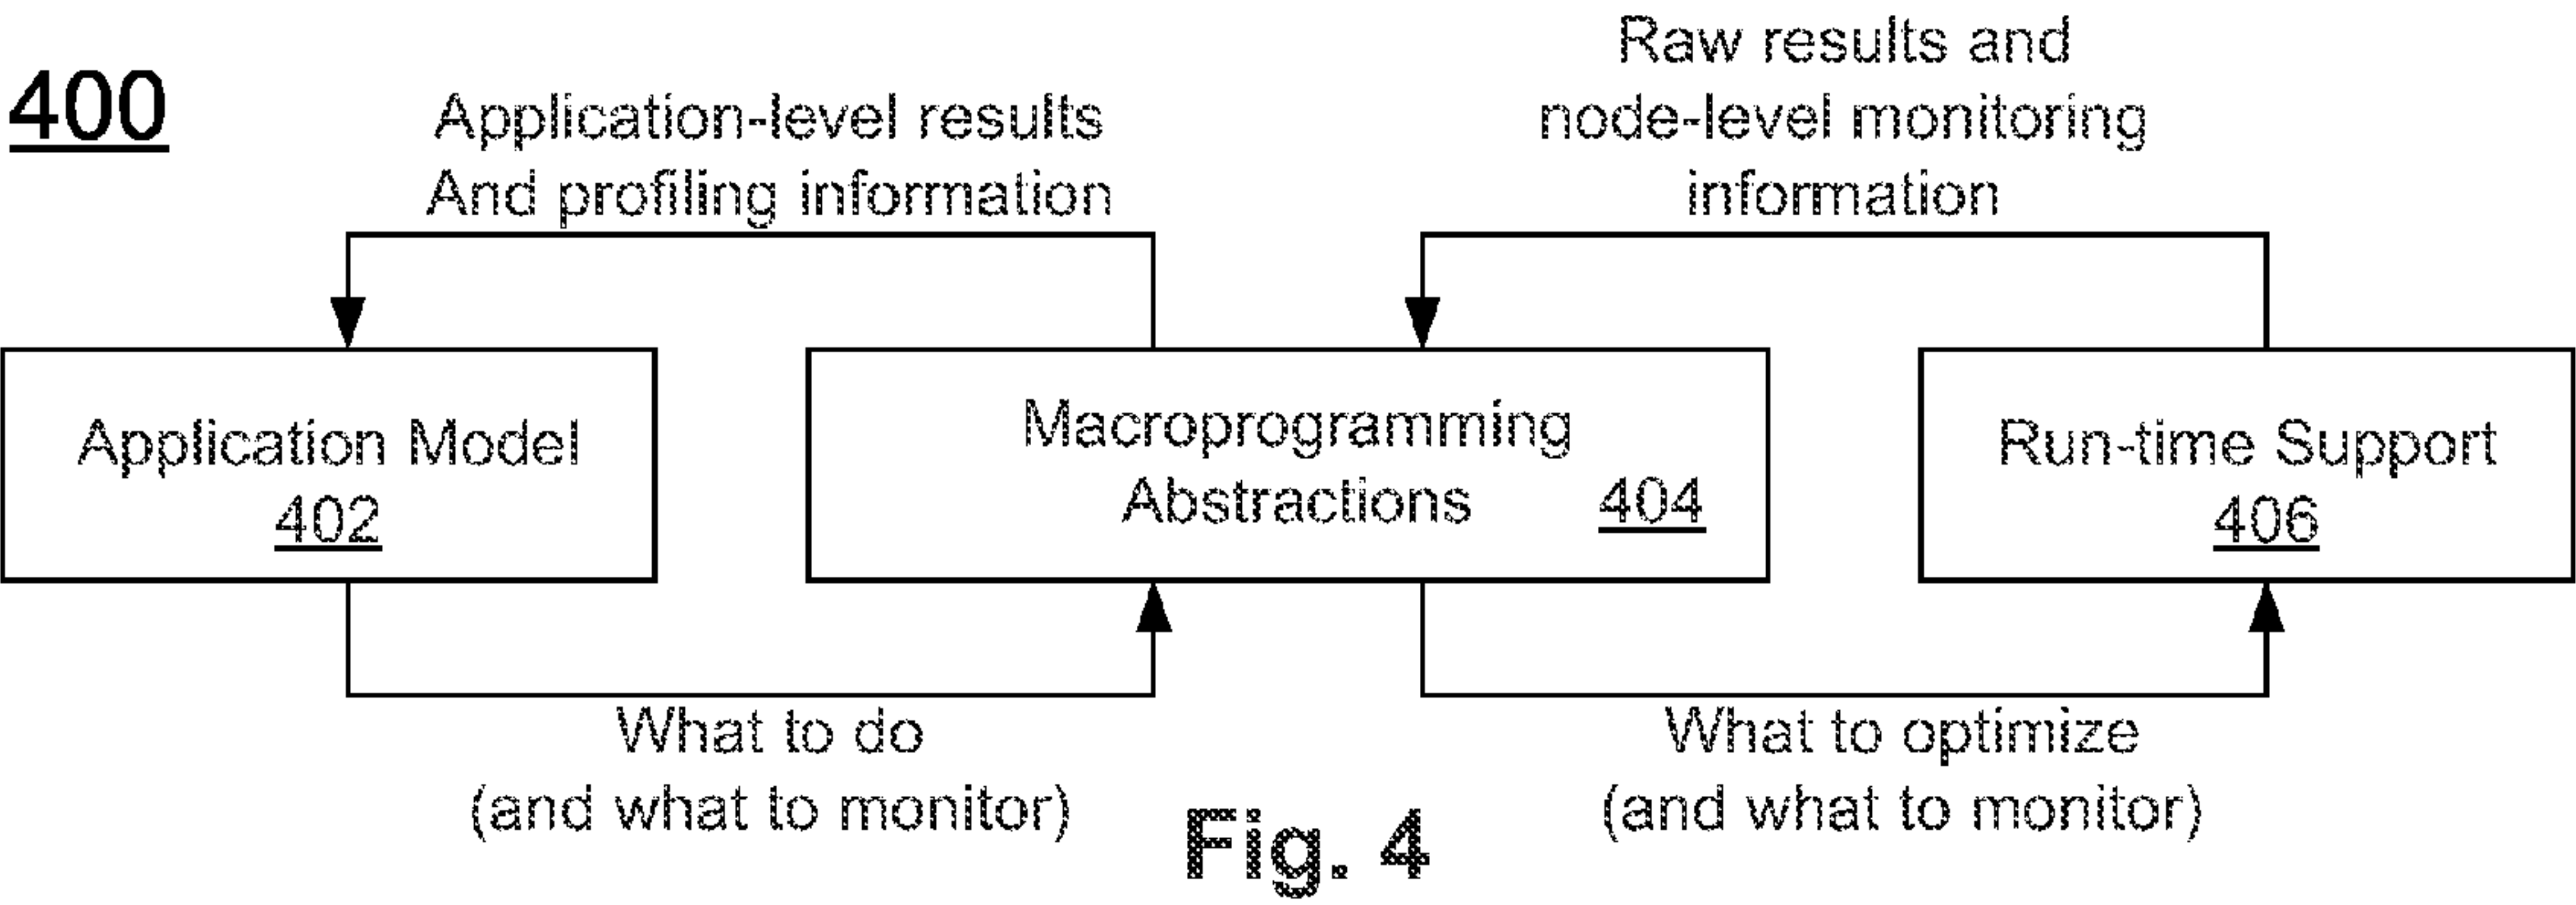 400
Application-level results
And profiling information
Raw results and
node-level monitoring
information
Application Model
402
Macroprogramming
Abstractions 404
Run-time Support
406
What to do
(and what to monitor)
What to optimize
(and what to monitor)
Fig. 4